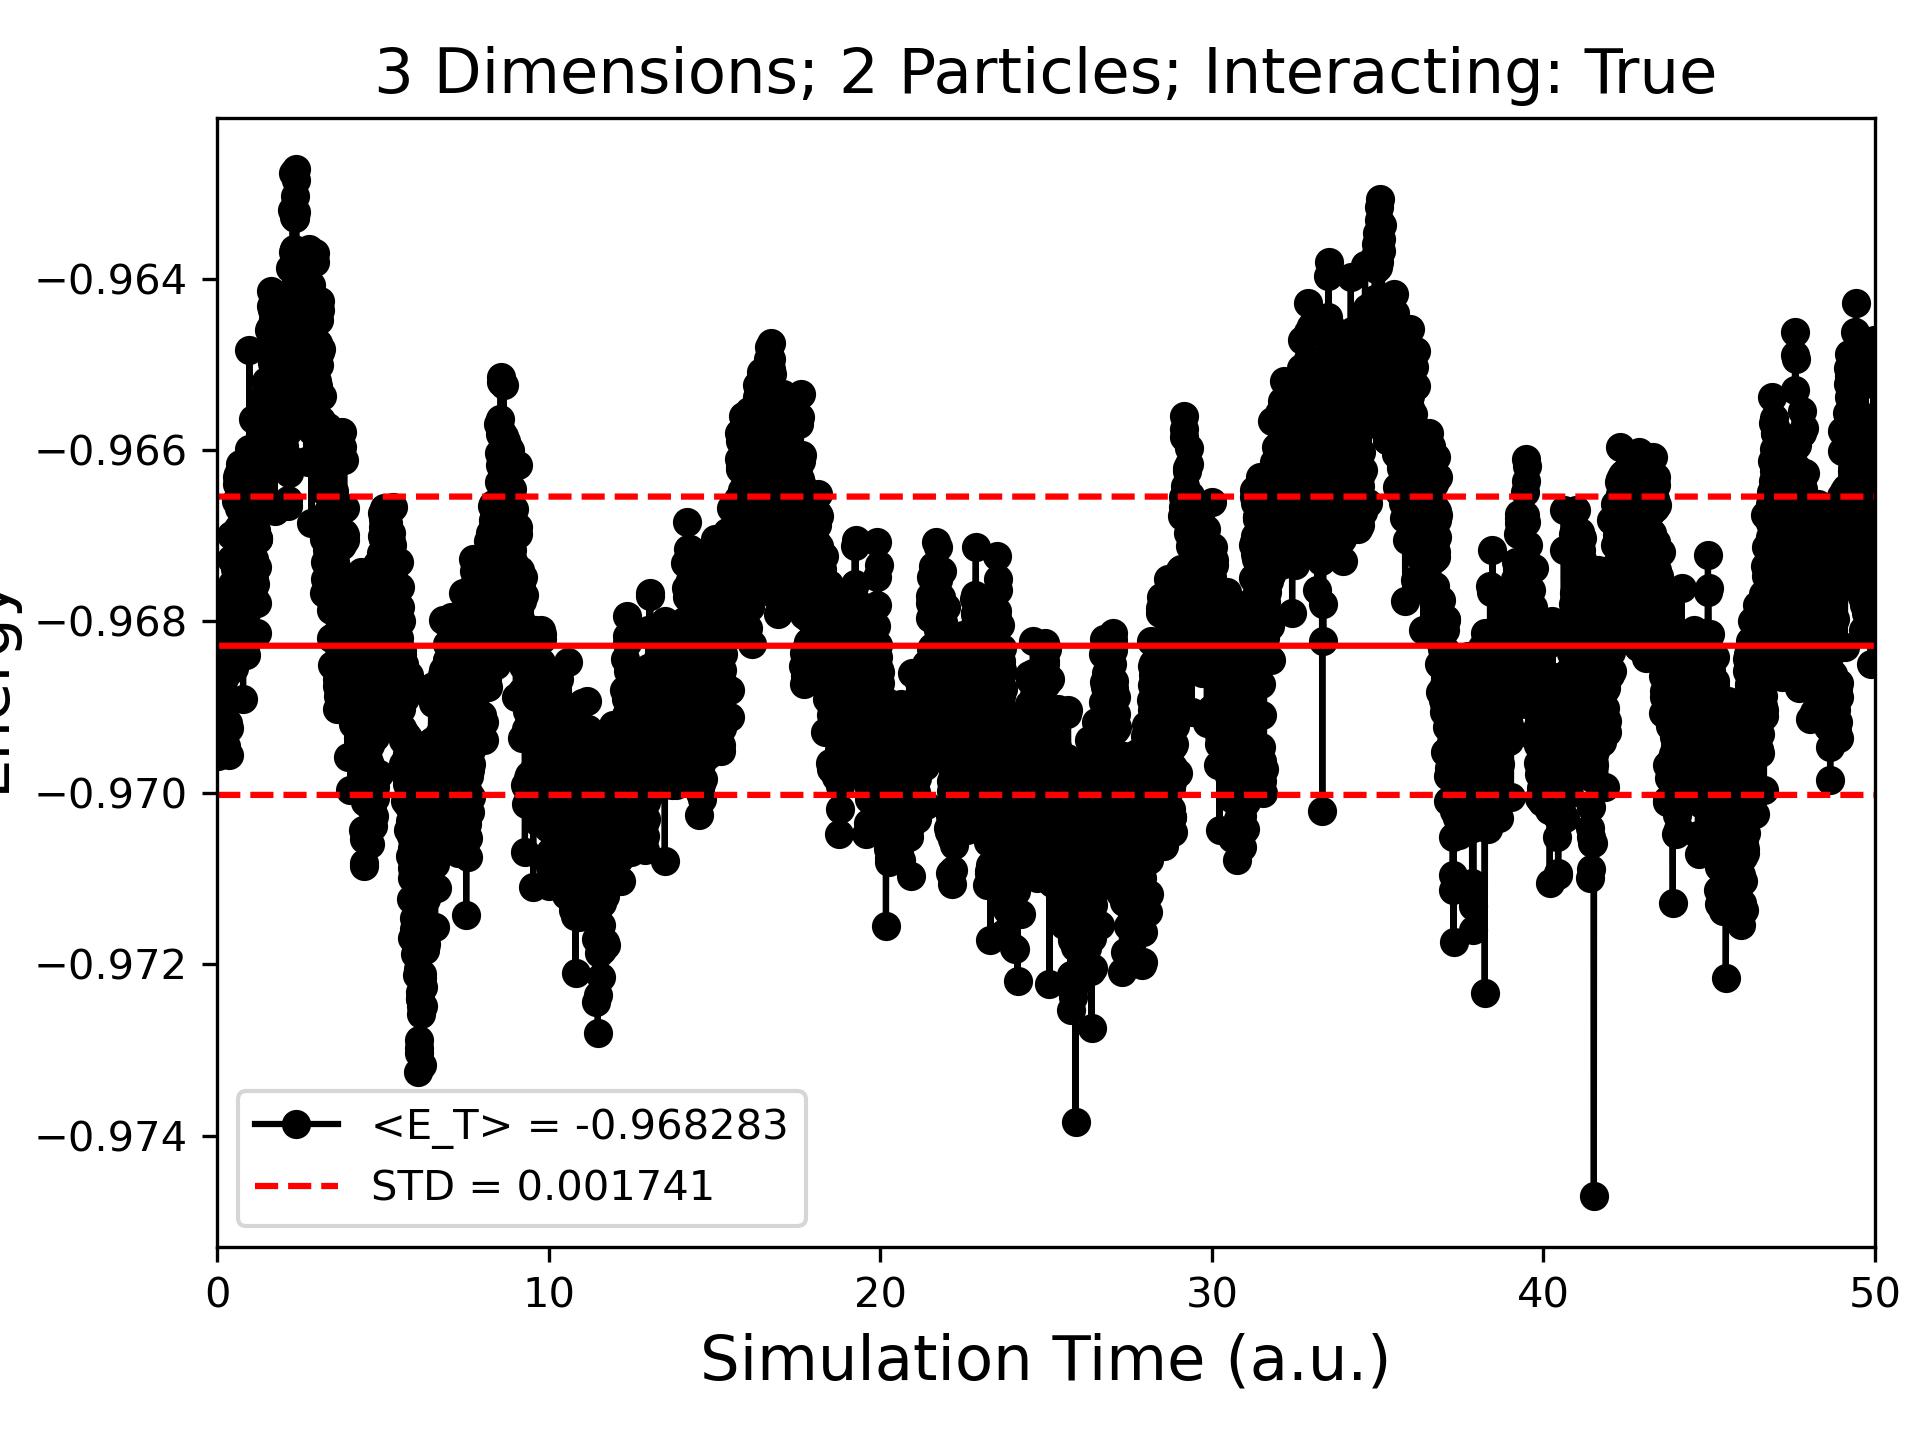 3 Dimensions; 2 Particles; Interacting: True
Energy
−0.964
−0.966
−0.968
−0.970
−0.972
−0.974
<E_T> = -0.968283
STD = 0.001741
0 10 20 30 40 50
Simulation Time (a.u.)